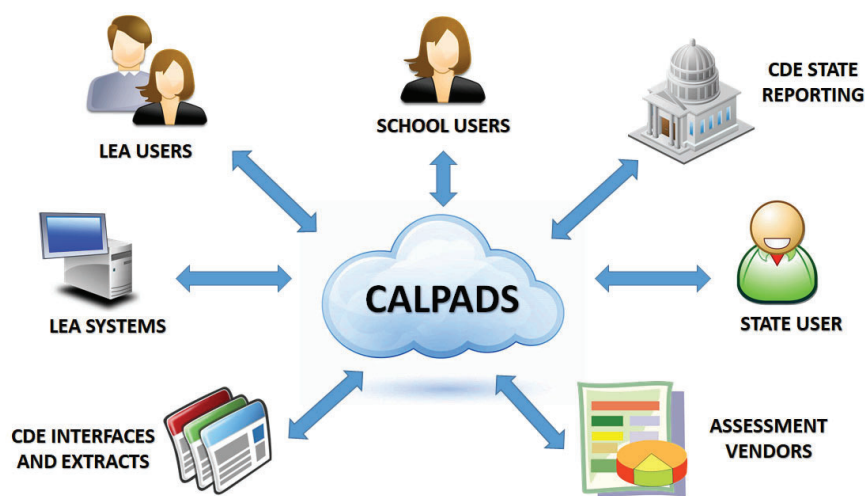 LEA USERS
SCHOOL USERS
CDE STATE
REPORTING
LEA SYSTEMS
CALPADS
STATE USER
CDE INTERFACES
AND EXTRACTS
ASSESSMENT
VENDORS